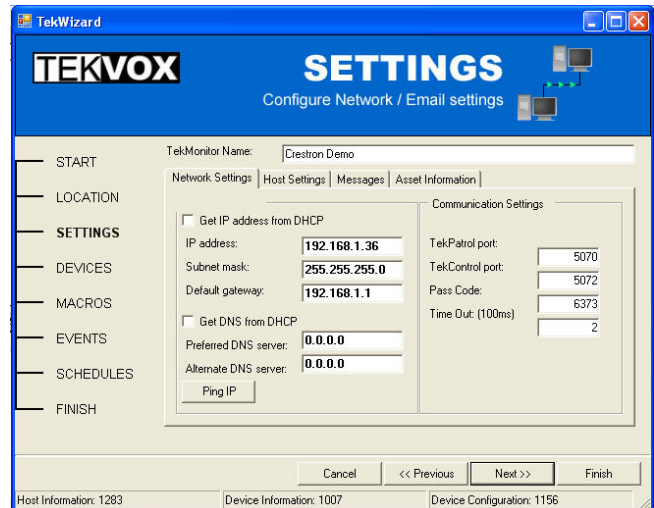 TekWizard
TEKVOX
SETTINGS
Configure Network / Email settings
START
LOCATION
SETTINGS
DEVICES
MACROS
EVENTS
SCHEDULES
FINISH
TekMonitor Name: Crestron Demo
Network Settings Host Settings Messages Asset Information
Get IP address from DHCP
IP address: 192.168.1.36
Subnet mask: 255.255.255.0
Default gateway: 192.168.1.1
Get DNS from DHCP
Preferred DNS server: 0.0.0.0
Alternate DNS server: 0.0.0.0
Ping IP
Communication Settings
TekPatrol port: 5070
TekControl port: 5072
Pass Code: 6373
Time Out: (100ms) 2
Cancel << Previous Next >> Finish
Host Information: 1283 Device Information: 1007 Device Configuration: 1156